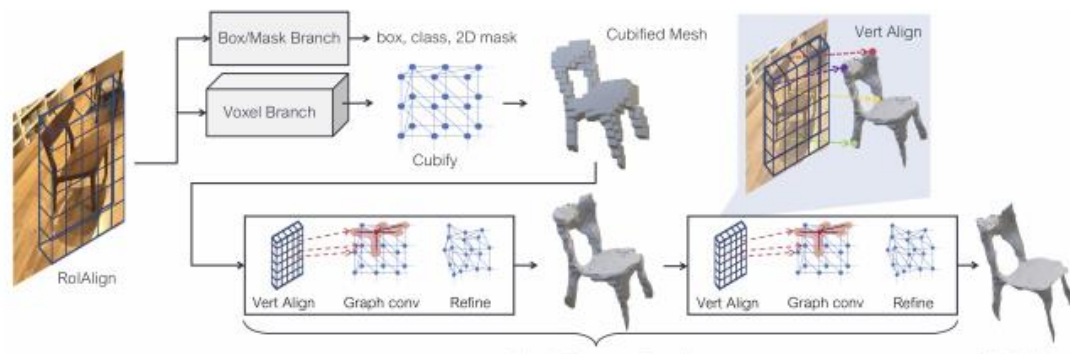 Box/Mask Branch
box, class, 2D mask
Cubified Mesh
Vert Align
Voxel Branch
Cubify
RoIAlign
Vert Align
Graph conv
Refine
Vert Align
Graph conv
Refine